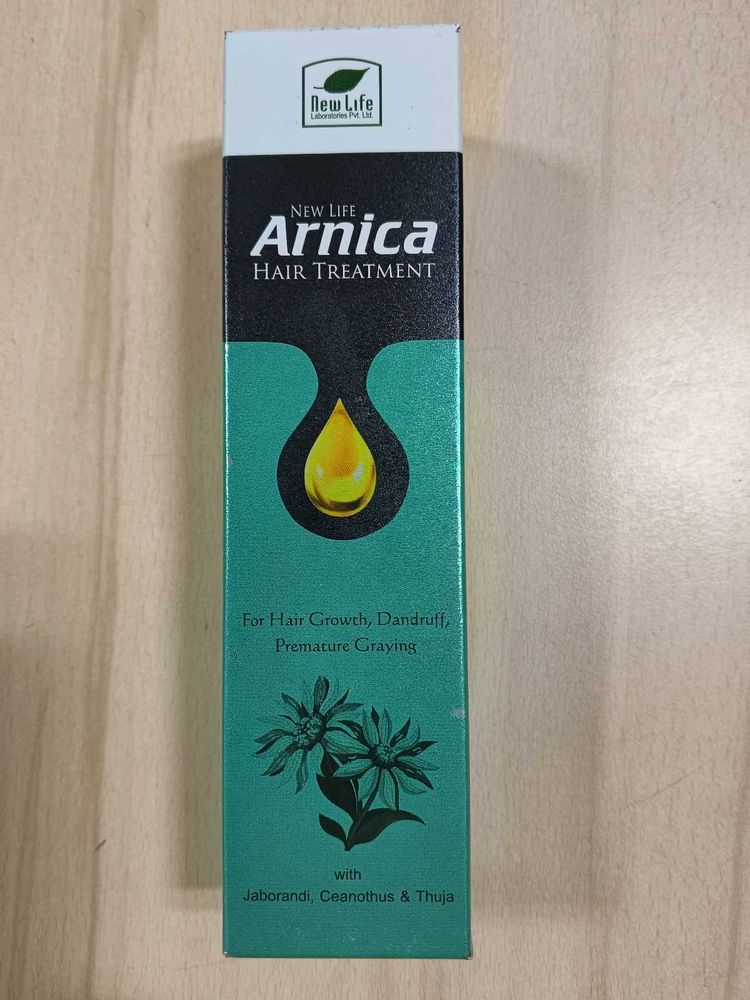 New Life
Laboratories Pvt. Ltd.
NEW LIFE
Arnica
HAIR TREATMENT
For Hair Growth, Dandruff,
Premature Graying
with
Jaborandi, Ceanothus & Thuja